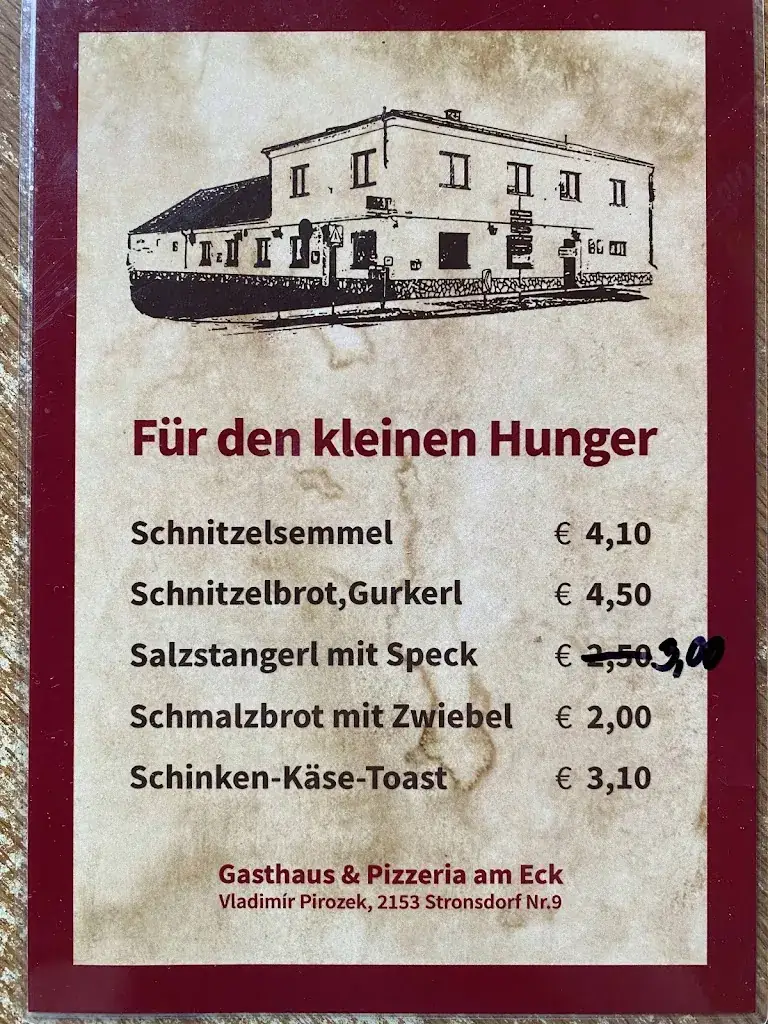 Für den kleinen Hunger
Schnitzelsemmel € 4,10
Schnitzelbrot,Gurkerl € 4,50
Salzstangerl mit Speck € 2,50 3,00
Schmalzbrot mit Zwiebel € 2,00
Schinken-Käse-Toast € 3,10
Gasthaus & Pizzeria am Eck
Vladimír Pirozek, 2153 Stronsdorf Nr.9